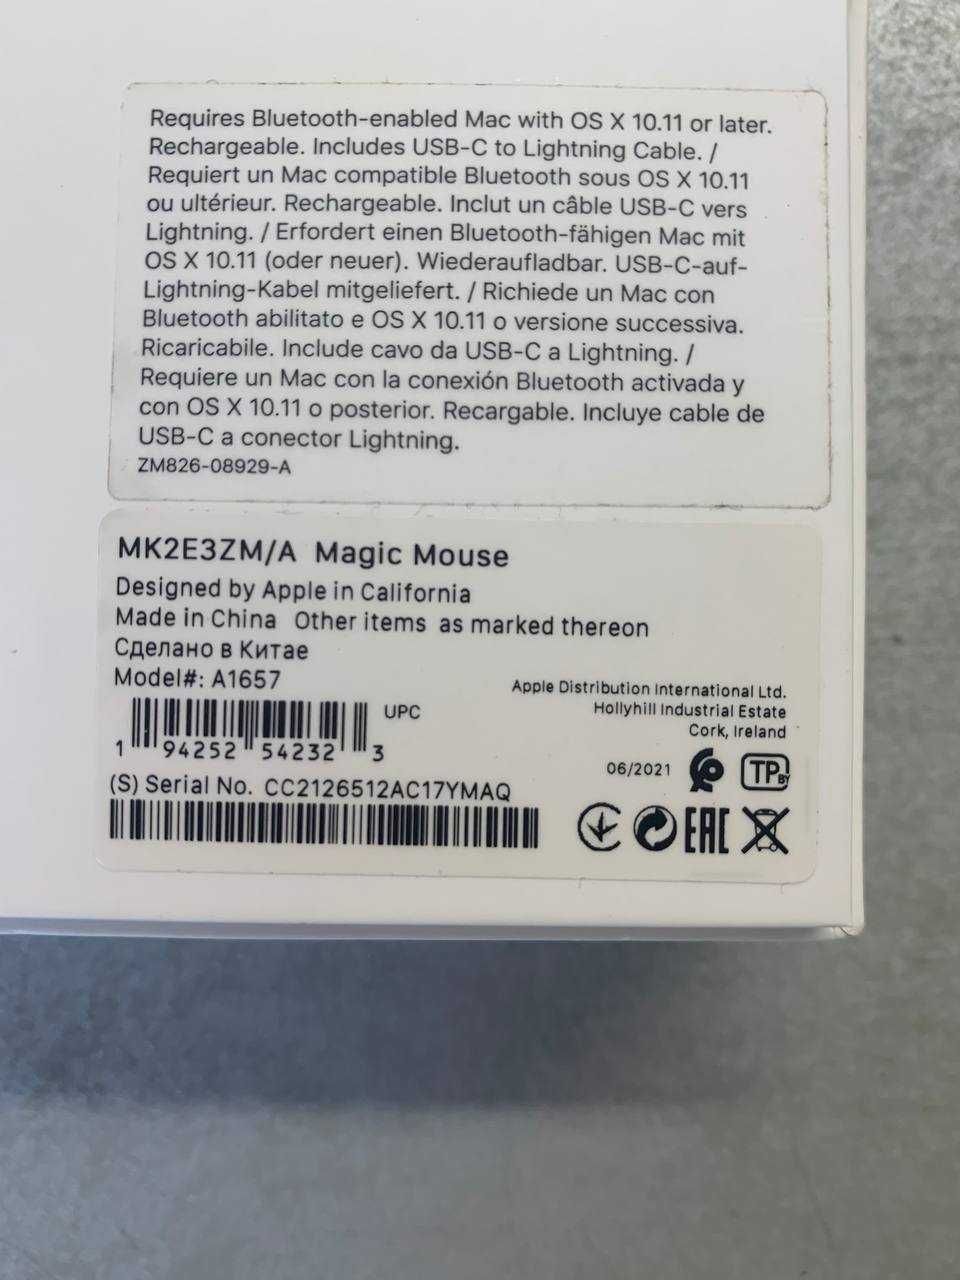 Requires Bluetooth-enabled Mac with OS X 10.11 or later.
Rechargeable. Includes USB-C to Lightning Cable. /
Requiert un Mac compatible Bluetooth sous OS X 10.11
ou ultérieur. Rechargeable. Inclut un câble USB-C vers
Lightning. / Erfordert einen Bluetooth-fähigen Mac mit
OS X 10.11 (oder neuer). Wiederaufladbar. USB-C-auf-
Lightning-Kabel mitgeliefert. / Richiede un Mac con
Bluetooth abilitato e OS X 10.11 o versione successiva.
Ricaricabile. Include cavo da USB-C a Lightning. /
Requiere un Mac con la conexión Bluetooth activada y
con OS X 10.11 o posterior. Recargable. Incluye cable de
USB-C a conector Lightning.
ZM826-08929-A
MK2E3ZM/A Magic Mouse
Designed by Apple in California
Made in China Other items as marked thereon
Сделано в Китае
Model#: A1657
UPC
1 94252 54232 3
(S) Serial No. CC2126512AC17YMAQ
Apple Distribution International Ltd.
Hollyhill Industrial Estate
Cork, Ireland
06/2021
TP BY
EAC